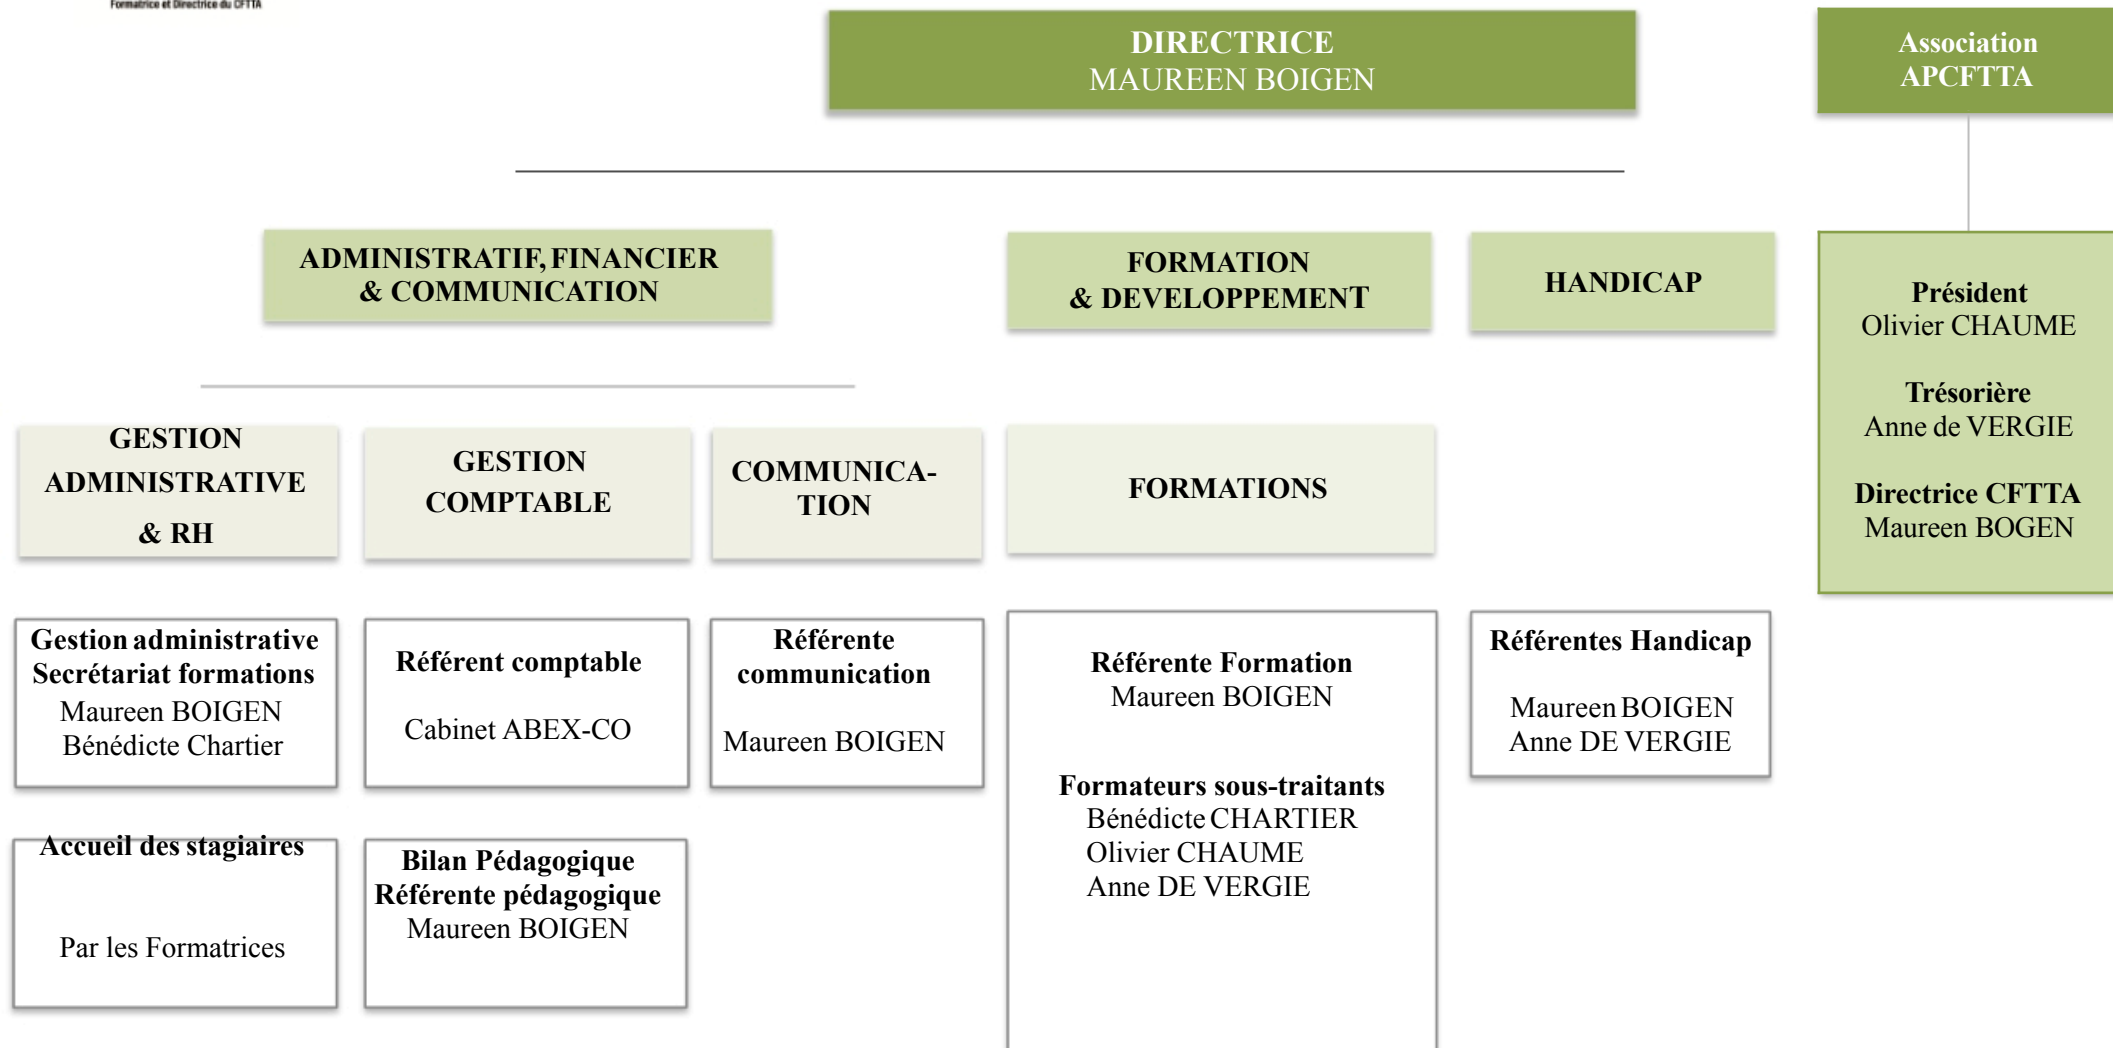 Formatrice et Directrice du CFTTA
DIRECTRICE
MAUREEN BOIGEN
Association
APCFTTA
ADMINISTRATIF, FINANCIER
& COMMUNICATION
FORMATION
& DEVELOPPEMENT
HANDICAP
Président
Olivier CHAUME
Trésorière
Anne de VERGIE
Directrice CFTTA
Maureen BOGEN
GESTION
ADMINISTRATIVE
& RH
GESTION
COMPTABLE
COMMUNICA-
TION
FORMATIONS
Gestion administrative
Secrétariat formations
Maureen BOIGEN
Bénédicte Chartier
Référent comptable
Cabinet ABEX-CO
Référente
communication
Maureen BOIGEN
Référente Formation
Maureen BOIGEN
Formateurs sous-traitants
Bénédicte CHARTIER
Olivier CHAUME
Anne DE VERGIE
Référentes Handicap
Maureen BOIGEN
Anne DE VERGIE
Accueil des stagiaires
Par les Formatrices
Bilan Pédagogique
Référente pédagogique
Maureen BOIGEN